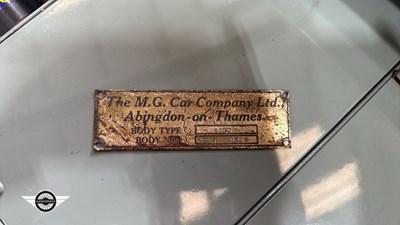 The M.G. Car Company Ltd.,
Abingdon-on-Thames.
BODY TYPE
BODY No.